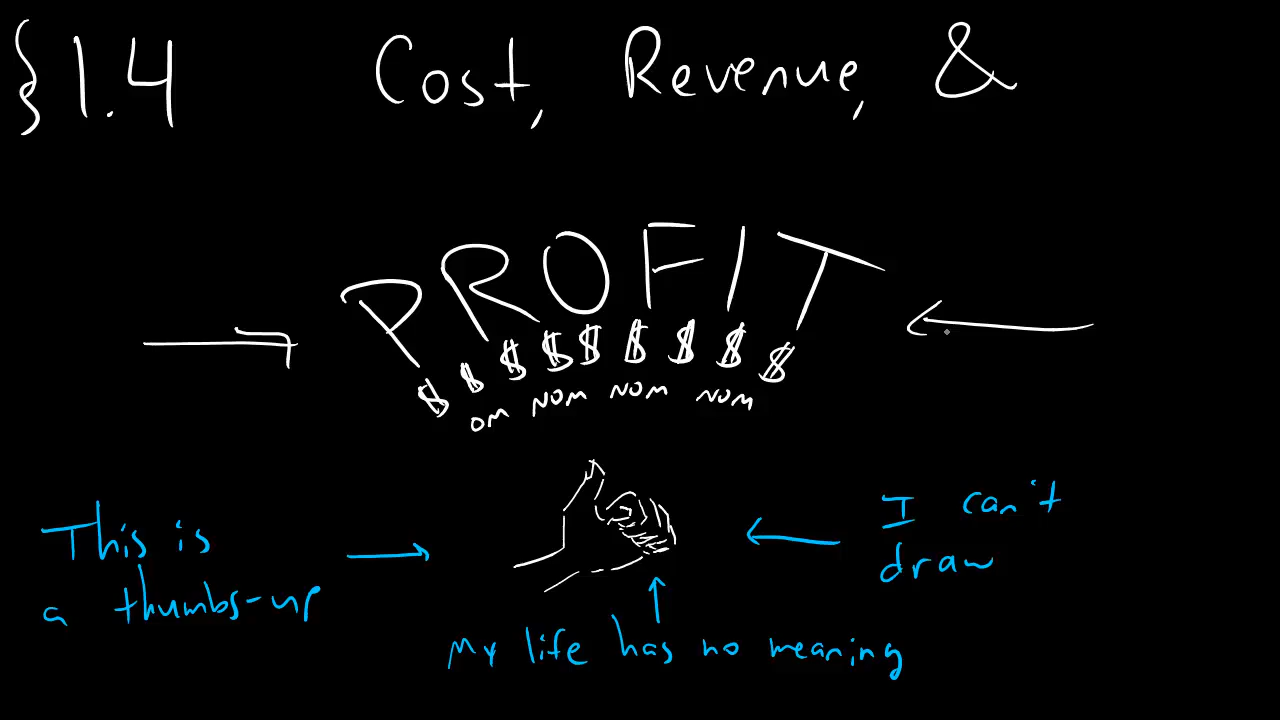 §1.4 Cost, Revenue, &
PROFIT
$ $ $ $ $ $ $ $ $
OM NOM NOM NOM
This is
a thumbs-up
I can't
draw
My life has no meaning